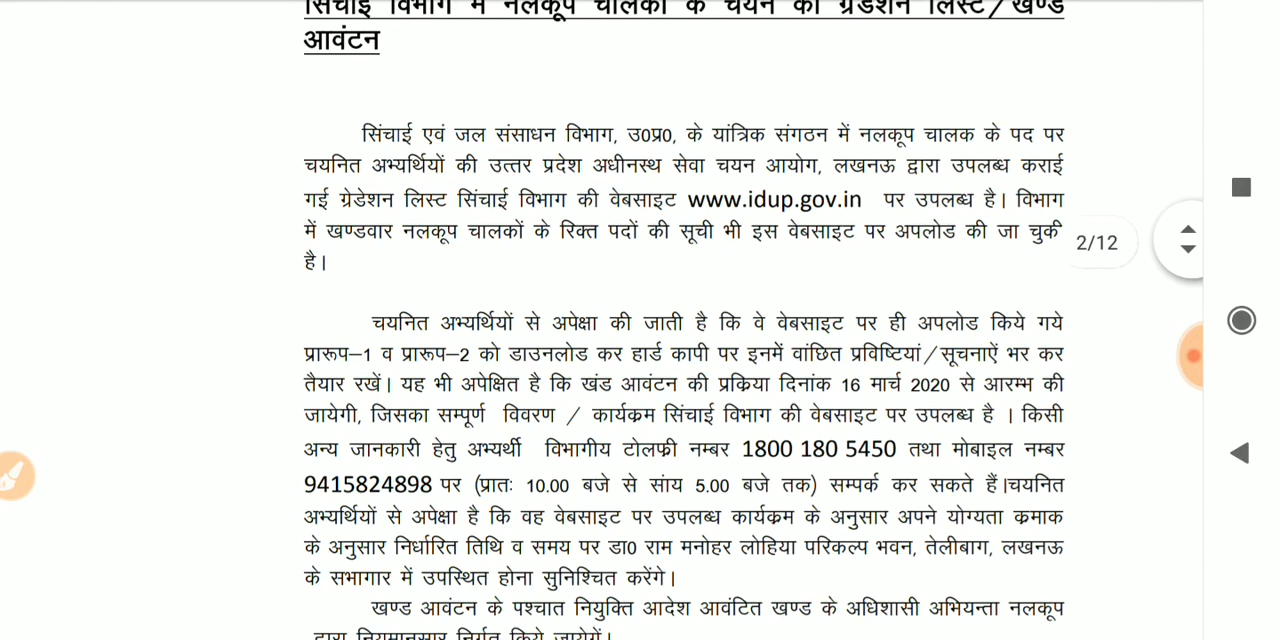 सिंचाई विभाग में नलकूप चालकों के चयन की ग्रेडेशन लिस्ट/खण्ड
आवंटन
सिंचाई एवं जल संसाधन विभाग, उ0प्र0, के यांत्रिक संगठन में नलकूप चालक के पद पर
चयनित अभ्यर्थियों की उत्तर प्रदेश अधीनस्थ सेवा चयन आयोग, लखनऊ द्वारा उपलब्ध कराई
गई ग्रेडेशन लिस्ट सिंचाई विभाग की वेबसाइट www.idup.gov.in पर उपलब्ध है। विभाग
में खण्डवार नलकूप चालकों के रिक्त पदों की सूची भी इस वेबसाइट पर अपलोड की जा चुकी
है।
2/12
चयनित अभ्यर्थियों से अपेक्षा की जाती है कि वे वेबसाइट पर ही अपलोड किये गये
प्रारूप–1 व प्रारूप–2 को डाउनलोड कर हार्ड कापी पर इनमें वांछित प्रविष्टियां/सूचनाऐं भर कर
तैयार रखें। यह भी अपेक्षित है कि खंड आवंटन की प्रक्रिया दिनांक 16 मार्च 2020 से आरम्भ की
जायेगी, जिसका सम्पूर्ण विवरण / कार्यक्रम सिंचाई विभाग की वेबसाइट पर उपलब्ध है । किसी
अन्य जानकारी हेतु अभ्यर्थी विभागीय टोलफ्री नम्बर 1800 180 5450 तथा मोबाइल नम्बर
9415824898 पर (प्रातः 10.00 बजे से सांय 5.00 बजे तक) सम्पर्क कर सकते हैं।चयनित
अभ्यर्थियों से अपेक्षा है कि वह वेबसाइट पर उपलब्ध कार्यक्रम के अनुसार अपने योग्यता क्रमाक
के अनुसार निर्धारित तिथि व समय पर डा0 राम मनोहर लोहिया परिकल्प भवन, तेलीबाग, लखनऊ
के सभागार में उपस्थित होना सुनिश्चित करेंगे।
खण्ड आवंटन के पश्चात नियुक्ति आदेश आवंटित खण्ड के अधिशासी अभियन्ता नलकूप
द्वारा नियमानुसार निर्गत किये जायेगें।